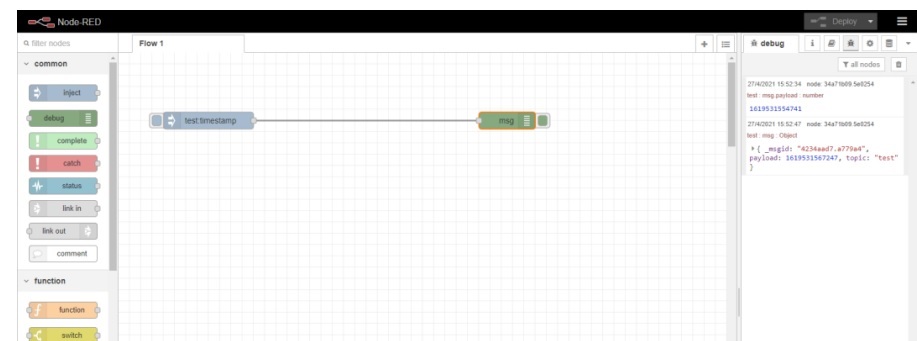 Node-RED
Deploy
filter nodes
Flow 1
debug
i
all nodes
common
inject
debug
complete
catch
status
link in
link out
comment
function
function
switch
test timestamp
msg
27/4/2021 15:52:34 node: 34a71b09.5e0254
test : msg.payload : number
1619531554741
27/4/2021 15:52:47 node: 34a71b09.5e0254
test : msg : Object
{ _msgid: "4234aad7.a779a4",
payload: 1619531567247, topic: "test"
}